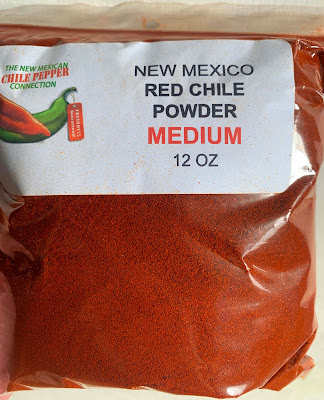 THE NEW MEXICAN
CHILE PEPPER
CONNECTION
NEW MEXICO
RED CHILE
POWDER
MEDIUM
12 OZ